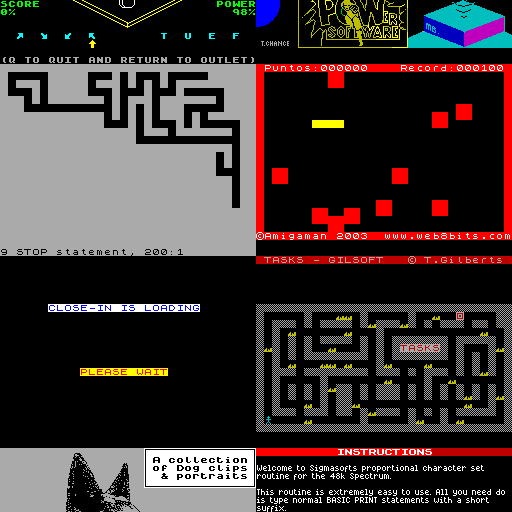 SCORE POWER
0% 98%
T U E F
(Q TO QUIT AND RETURN TO OUTLET)
T.CHANCE
POWER
SOFTWARE
MB.
Puntos:000000 Record:000100
©Amigaman 2003 www.web8bits.com
9 STOP statement, 200:1
TASKS - GILSOFT © T.Gilberts
TASKS
CLOSE-IN IS LOADING
PLEASE WAIT
A collection
of Dog clips
& portraits
INSTRUCTIONS
Welcome to Sigmasofts proportional character set
routine for the 48k Spectrum.
This routine is extremely easy to use. All you need do
is type normal BASIC PRINT statements with a short
suffix.